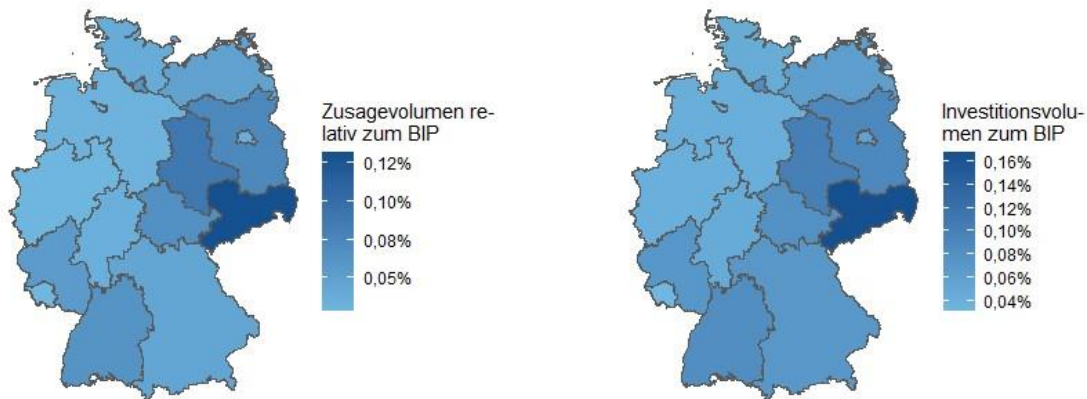 Zusagevolumen re-
lativ zum BIP
0,12%
0,10%
0,08%
0,05%
Investitionsvolu-
men zum BIP
0,16%
0,14%
0,12%
0,10%
0,08%
0,06%
0,04%